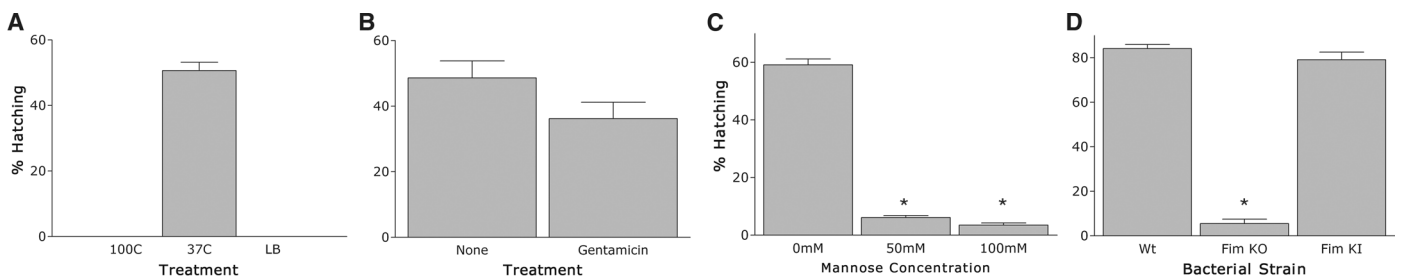 A
60
40
20
0
% Hatching
100C 37C LB
Treatment
B
60
40
20
0
None Gentamicin
Treatment
C
60
40
20
0
% Hatching
* *
0mM 50mM 100mM
Mannose Concentration
D
80
60
40
20
0
*
Wt Fim KO Fim KI
Bacterial Strain